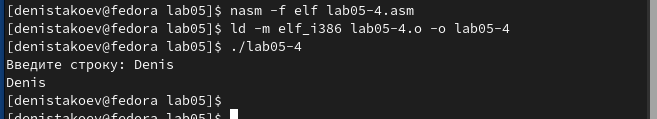 [denistakoev@fedora lab05]$ nasm -f elf lab05-4.asm
[denistakoev@fedora lab05]$ ld -m elf_i386 lab05-4.o -o lab05-4
[denistakoev@fedora lab05]$ ./lab05-4
Введите строку: Denis
Denis
[denistakoev@fedora lab05]$
[denistakoev@fedora lab05]$